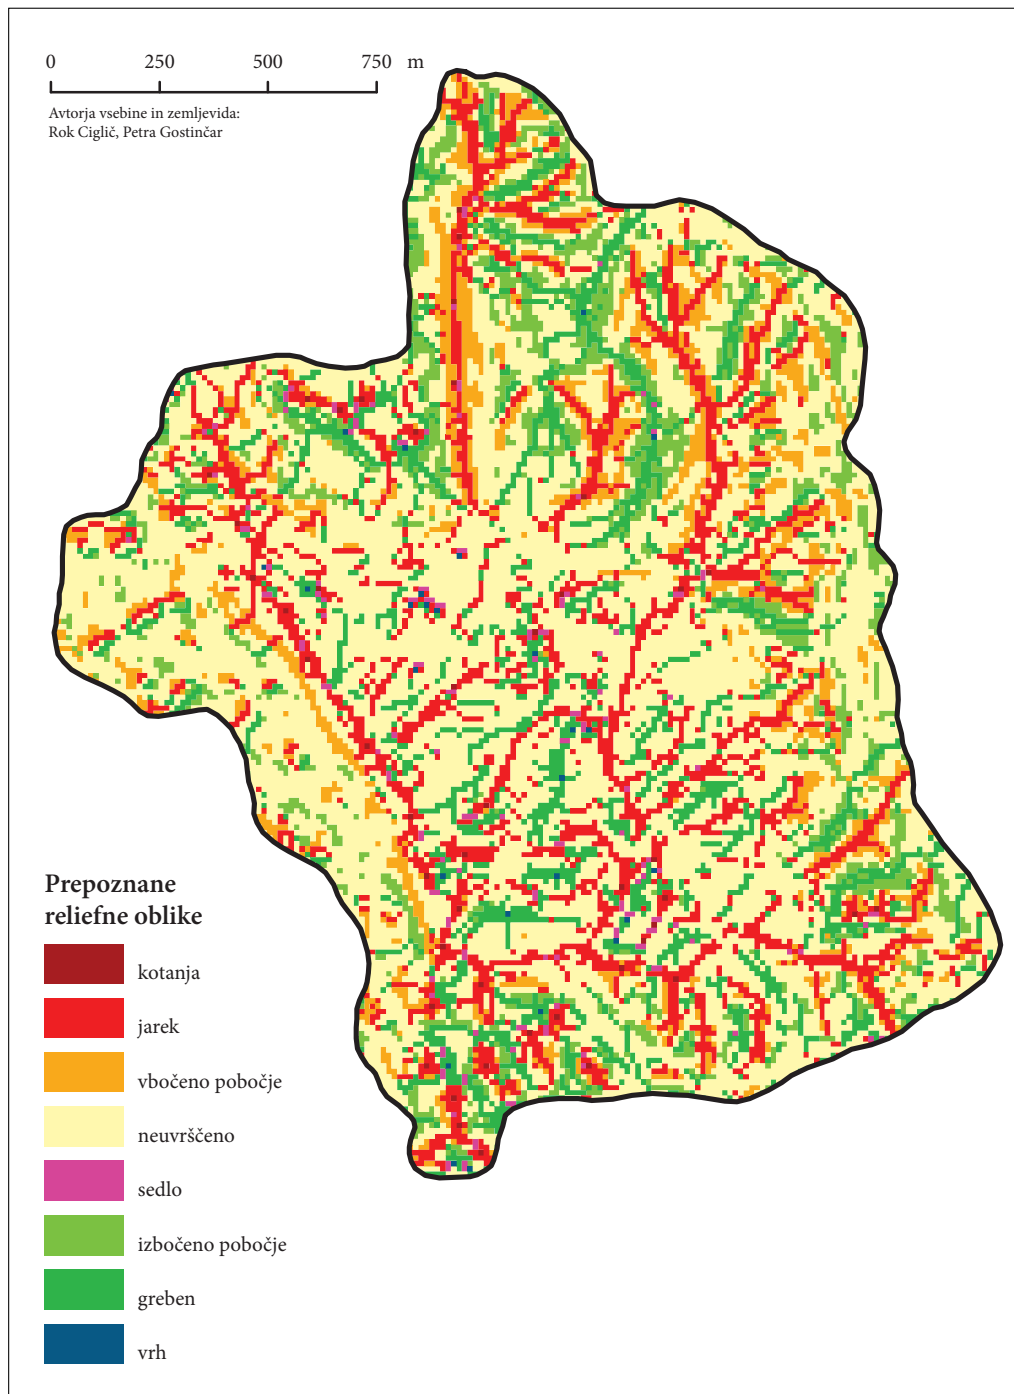 0 250 500 750 m
Avtorja vsebine in zemljevida:
Rok Ciglič, Petra Gostinčar
Prepoznane
reliefne oblike
kotanja
jarek
vbočeno pobočje
neuvrščeno
sedlo
izbočeno pobočje
greben
vrh